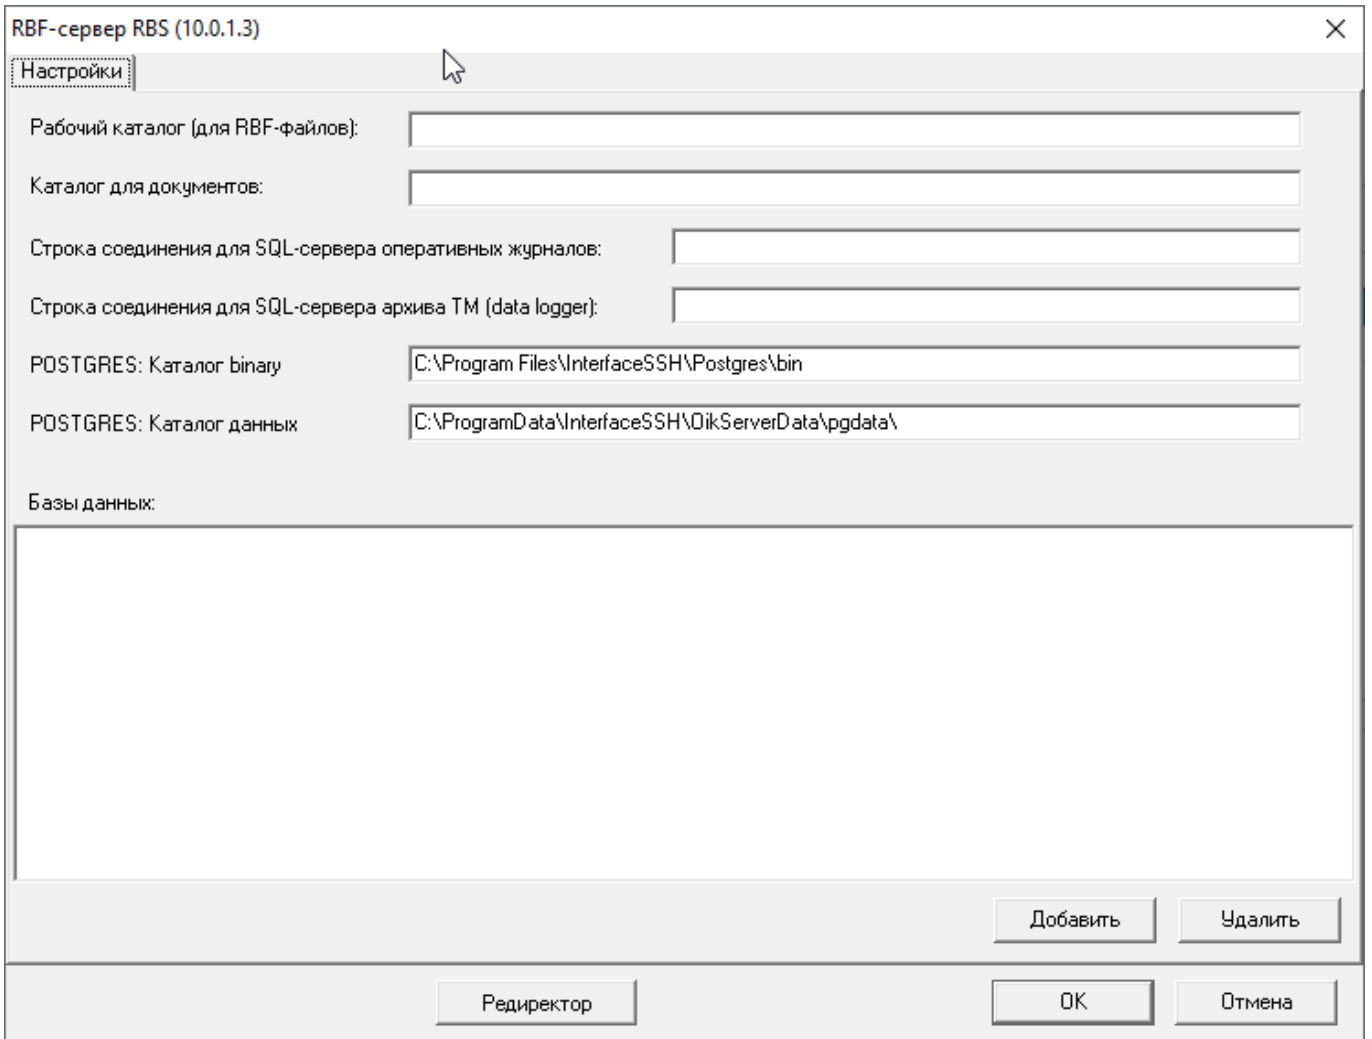 RBF-сервер RBS (10.0.1.3)
Настройки
Рабочий каталог (для RBF-файлов):
Каталог для документов:
Строка соединения для SQL-сервера оперативных журналов:
Строка соединения для SQL-сервера архива ТМ (data logger):
POSTGRES: Каталог binary C:\Program Files\InterfaceSSH\Postgres\bin
POSTGRES: Каталог данных C:\ProgramData\InterfaceSSH\OikServerData\pgdata\
Базы данных:
Добавить Удалить
Редиректор OK Отмена